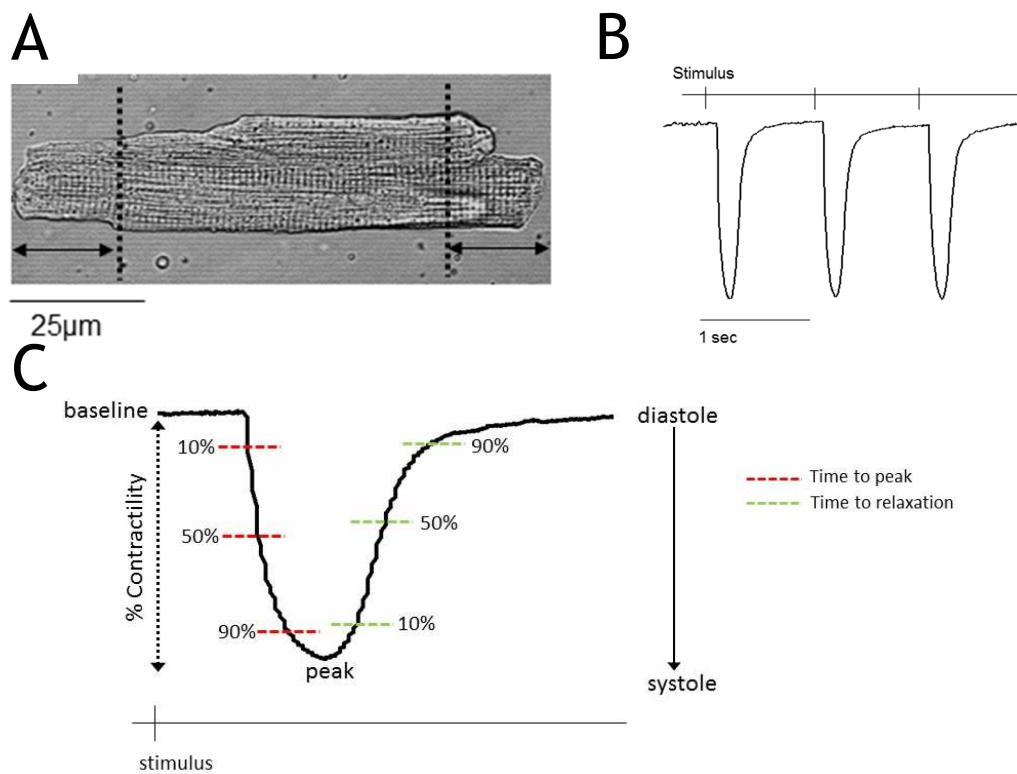 A
B
Stimulus
25µm
1 sec
C
baseline
diastole
10%
90%
Time to peak
Time to relaxation
50%
50%
% Contractility
90%
10%
peak
systole
stimulus